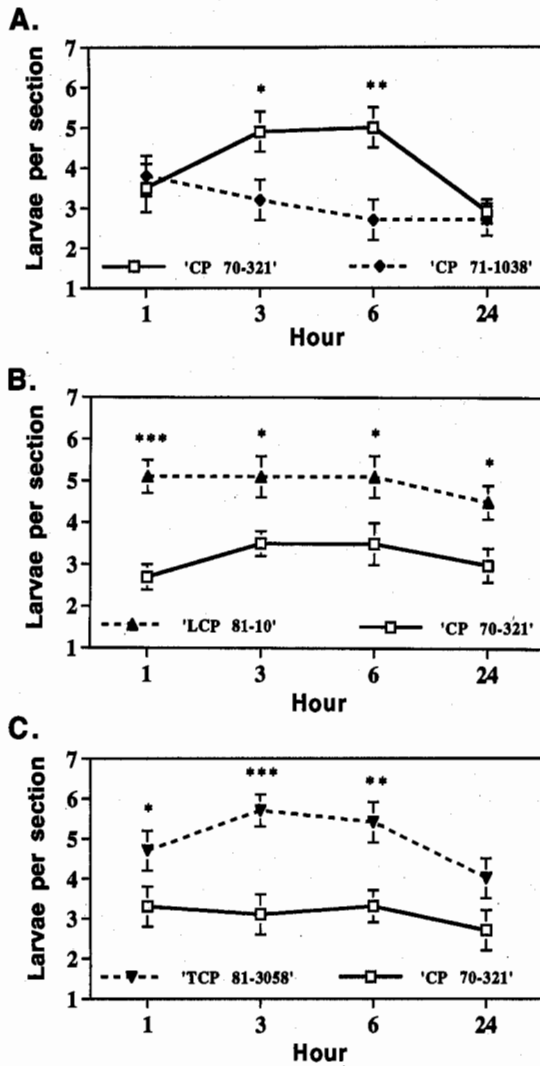 A.
7
6
5
4
3
2
1
Larvae per section
*
**
'CP 70-321'
'CP 71-1038'
1 3 6 24
Hour
B.
7
6
5
4
3
2
1
Larvae per section
***
*
*
*
'LCP 81-10'
'CP 70-321'
1 3 6 24
Hour
C.
7
6
5
4
3
2
1
Larvae per section
*
***
**
'TCP 81-3058'
'CP 70-321'
1 3 6 24
Hour